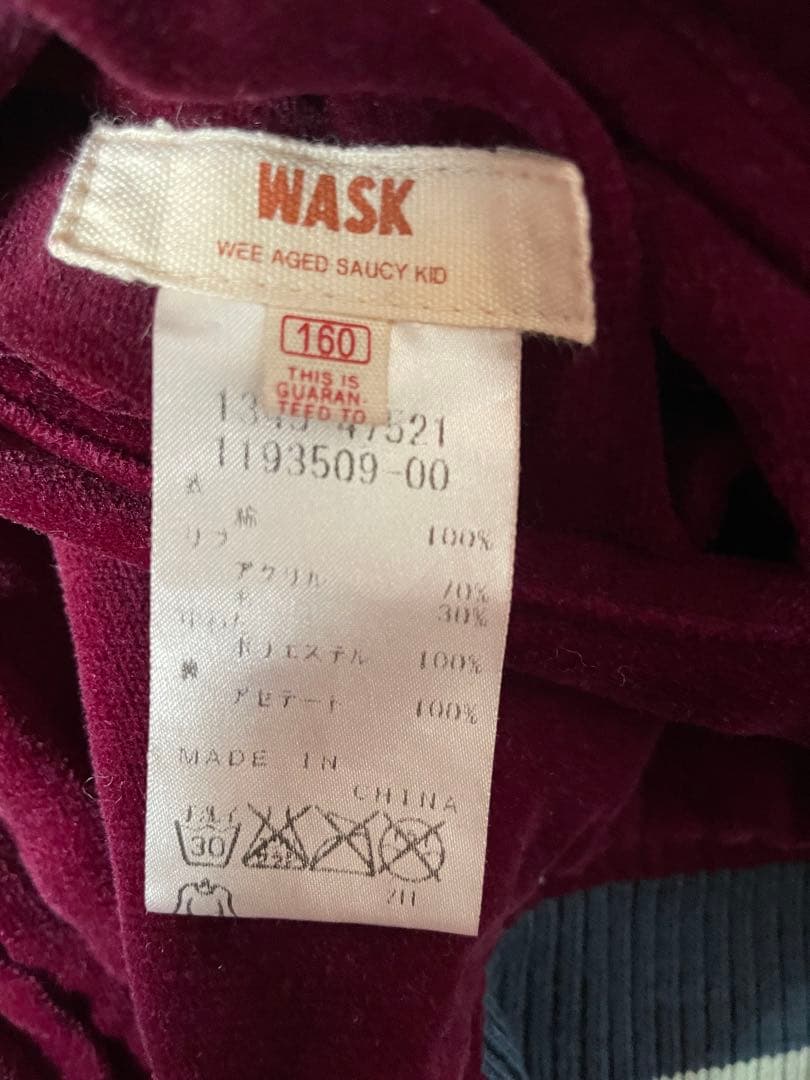 WASK
WEE AGED SAUCY KID
160
THIS IS
GUARAN-
TEED TO
47521
1193509-00
表
綿
リブ 100%
アクリル 70%
30%
ポリエステル 100%
アセテート 100%
MADE IN
CHINA
30